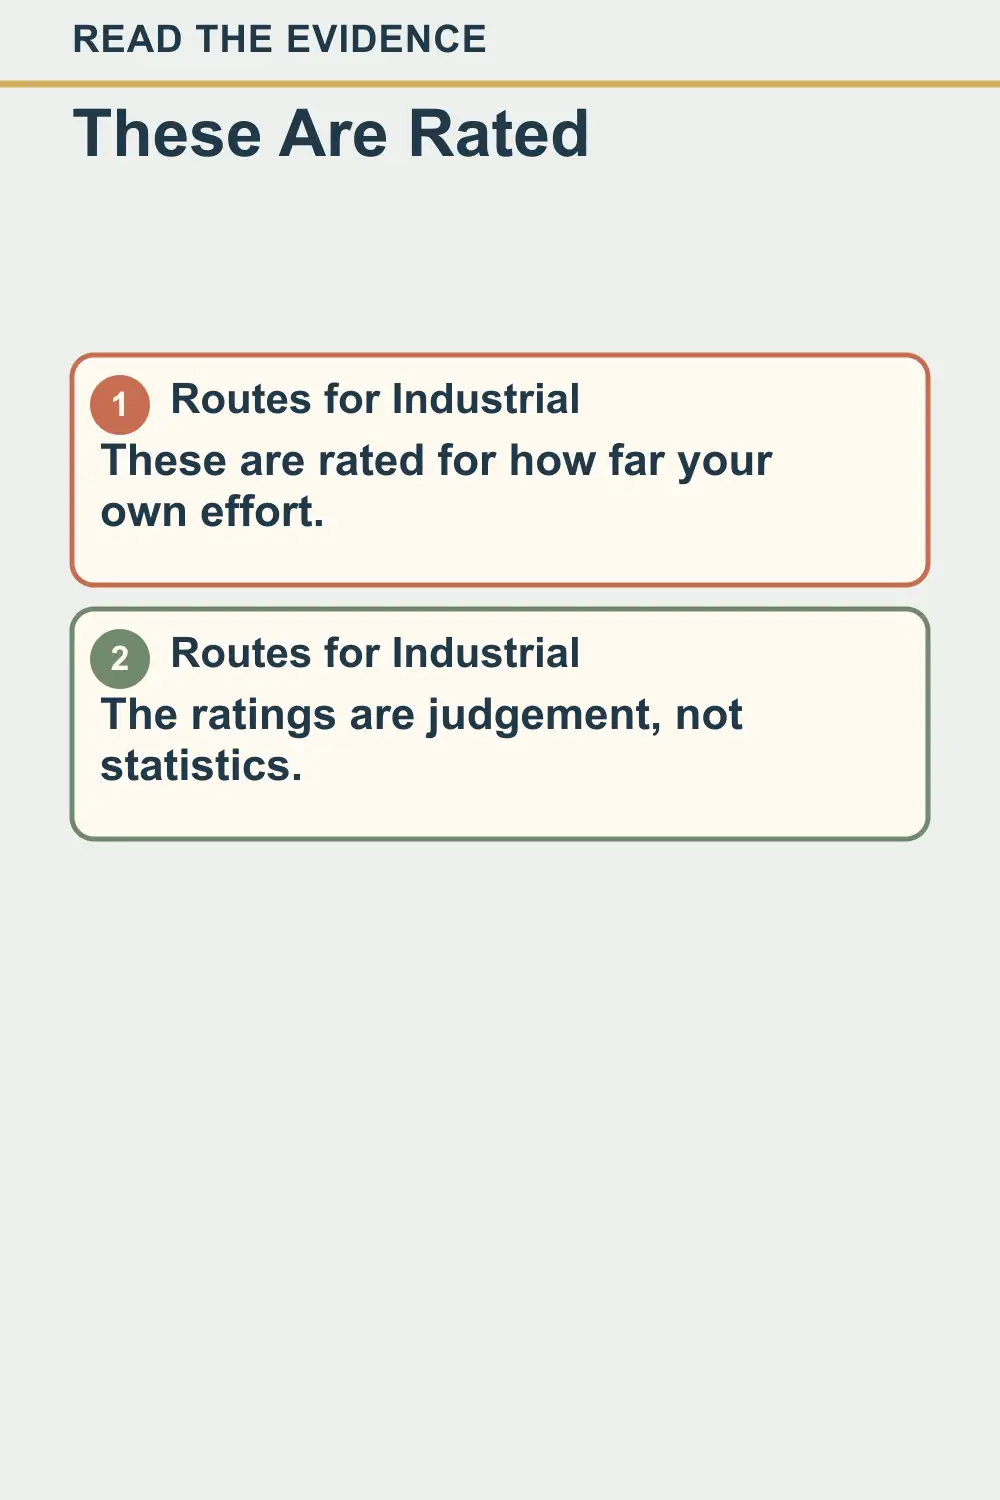 READ THE EVIDENCE
These Are Rated
1 Routes for Industrial
These are rated for how far your
own effort.
2 Routes for Industrial
The ratings are judgement, not
statistics.